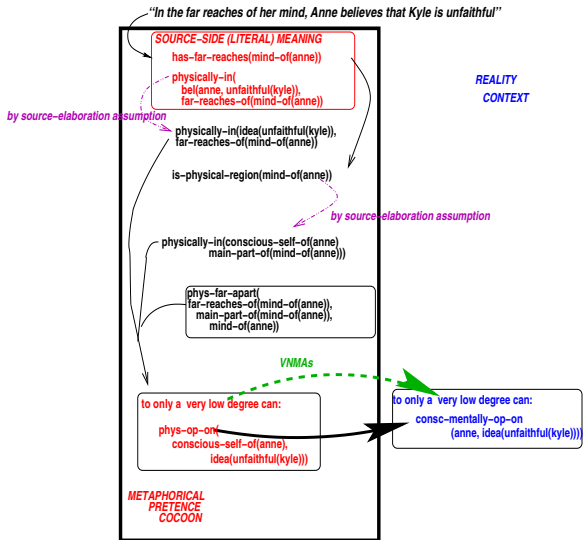 “In the far reaches of her mind, Anne believes that Kyle is unfaithful”
SOURCE−SIDE (LITERAL) MEANING
has−far−reaches(mind−of(anne))
physically−in(
bel(anne, unfaithful(kyle)),
far−reaches−of(mind−of(anne))
REALITY
CONTEXT
by source−elaboration assumption
physically−in(idea(unfaithful(kyle)),
far−reaches−of(mind−of(anne))
is−physical−region(mind−of(anne))
by source−elaboration assumption
physically−in(conscious−self−of(anne)
main−part−of(mind−of(anne)))
phys−far−apart(
far−reaches−of(mind−of(anne)),
main−part−of(mind−of(anne)),
mind−of(anne))
VNMAs
to only a very low degree can:
phys−op−on(
conscious−self−of(anne),
idea(unfaithful(kyle)))
to only a very low degree can:
consc−mentally−op−on
(anne, idea(unfaithful(kyle))))
METAPHORICAL
PRETENCE
COCOON